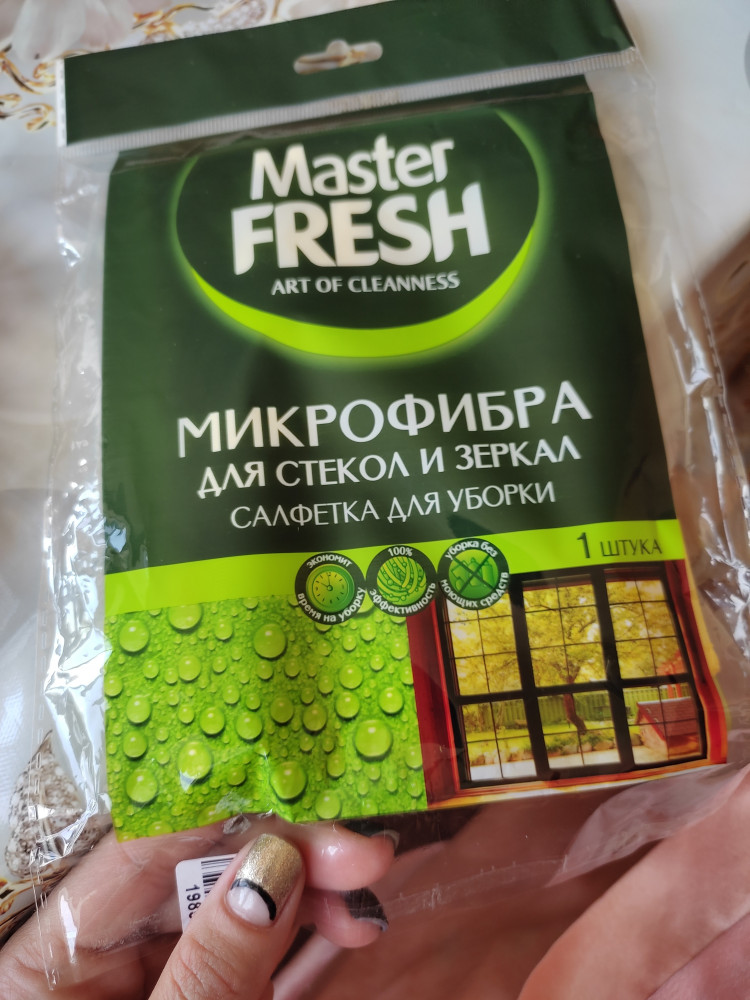 Master
FRESH
ART OF CLEANNESS
МИКРОФИБРА
ДЛЯ СТЕКОЛ И ЗЕРКАЛ
САЛФЕТКА ДЛЯ УБОРКИ
1 ШТУКА
экономит
время на уборку
100%
эффективность
уборка без
моющих средств